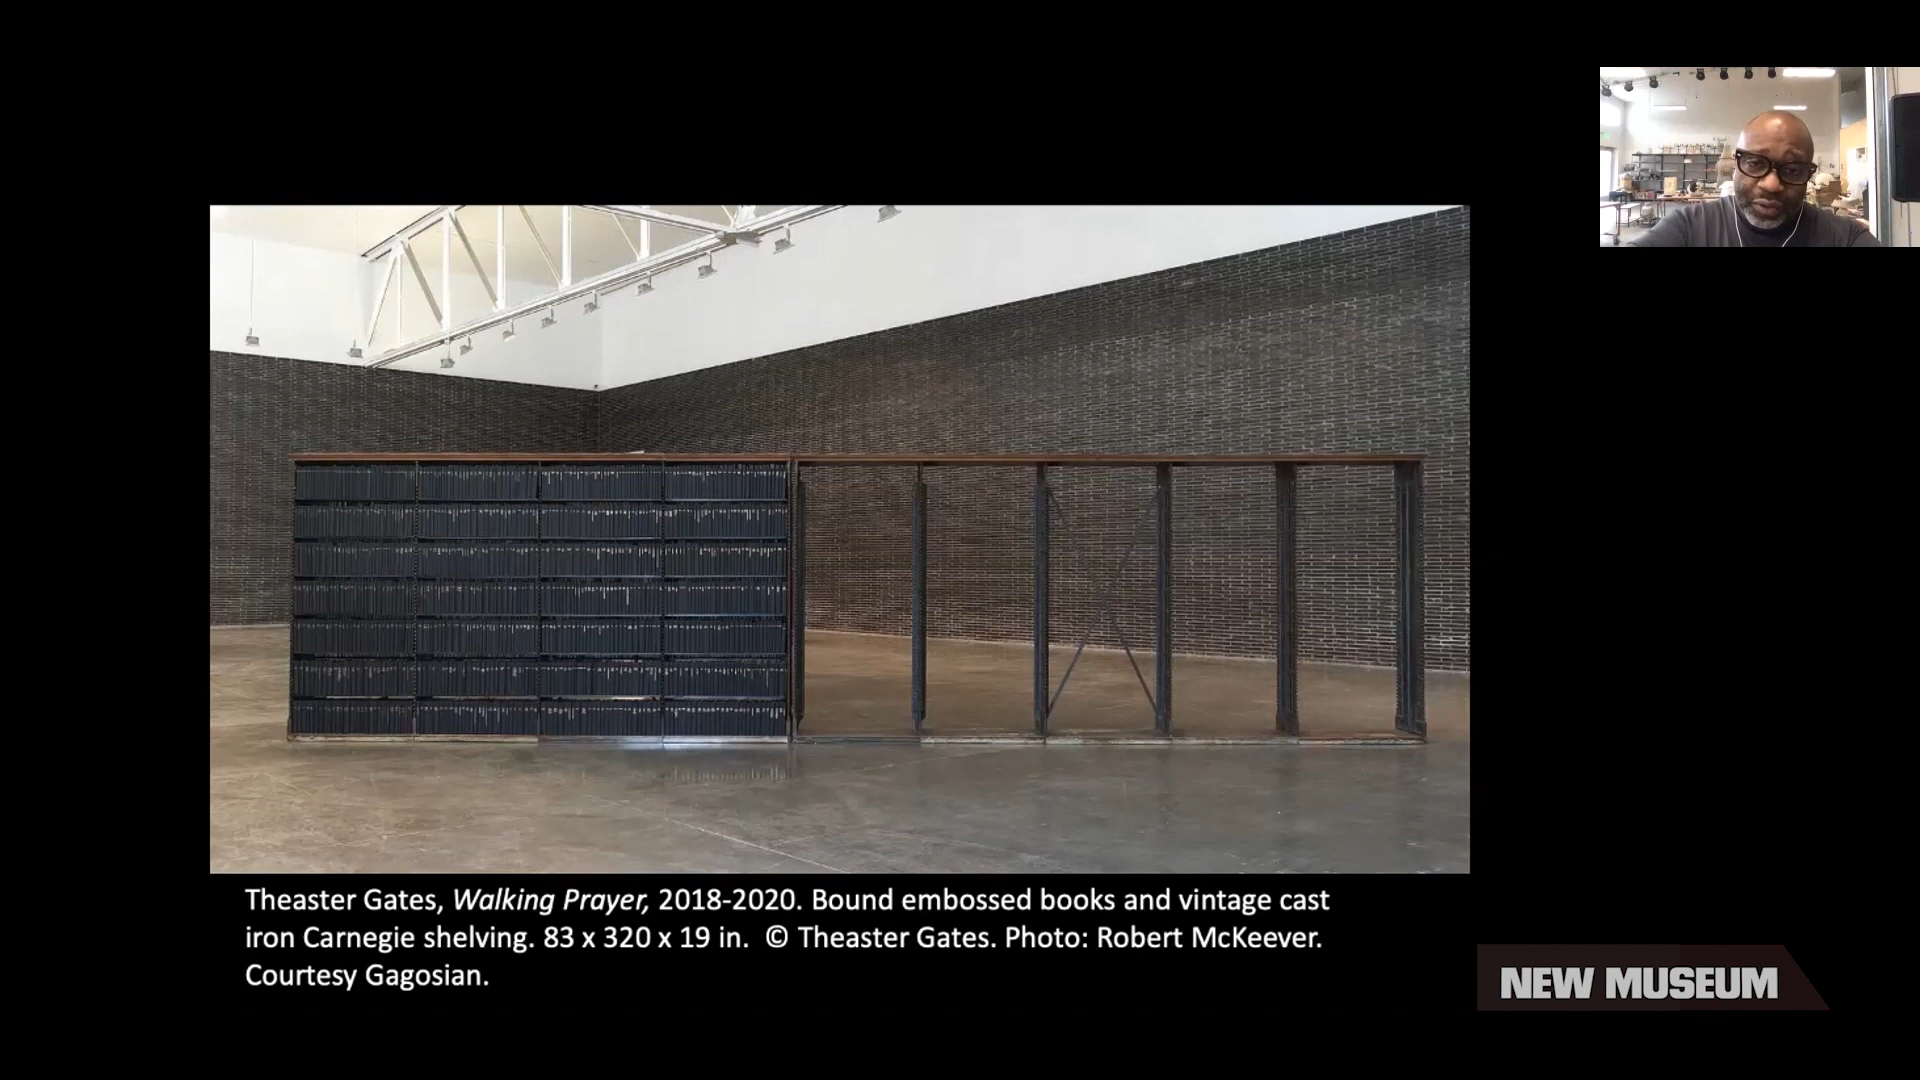 Theaster Gates, Walking Prayer, 2018-2020. Bound embossed books and vintage cast
iron Carnegie shelving. 83 x 320 x 19 in. © Theaster Gates. Photo: Robert McKeever.
Courtesy Gagosian.
NEW MUSEUM